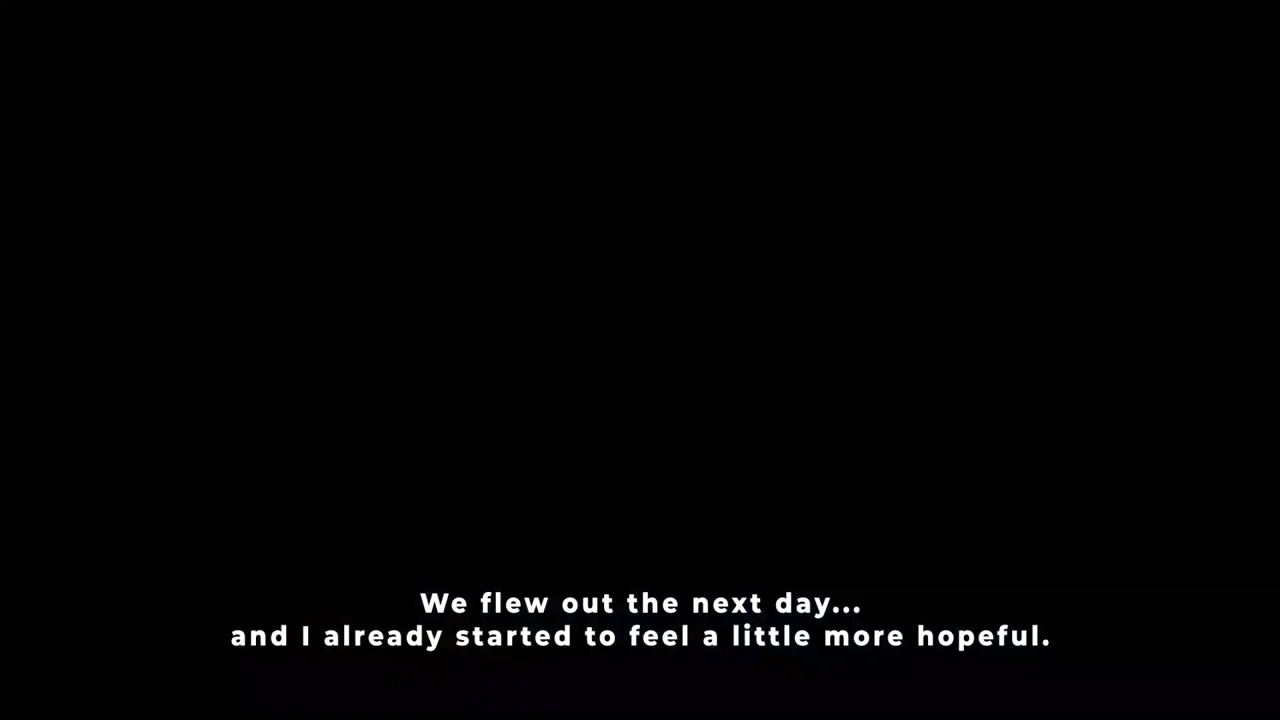 We flew out the next day...
and I already started to feel a little more hopeful.